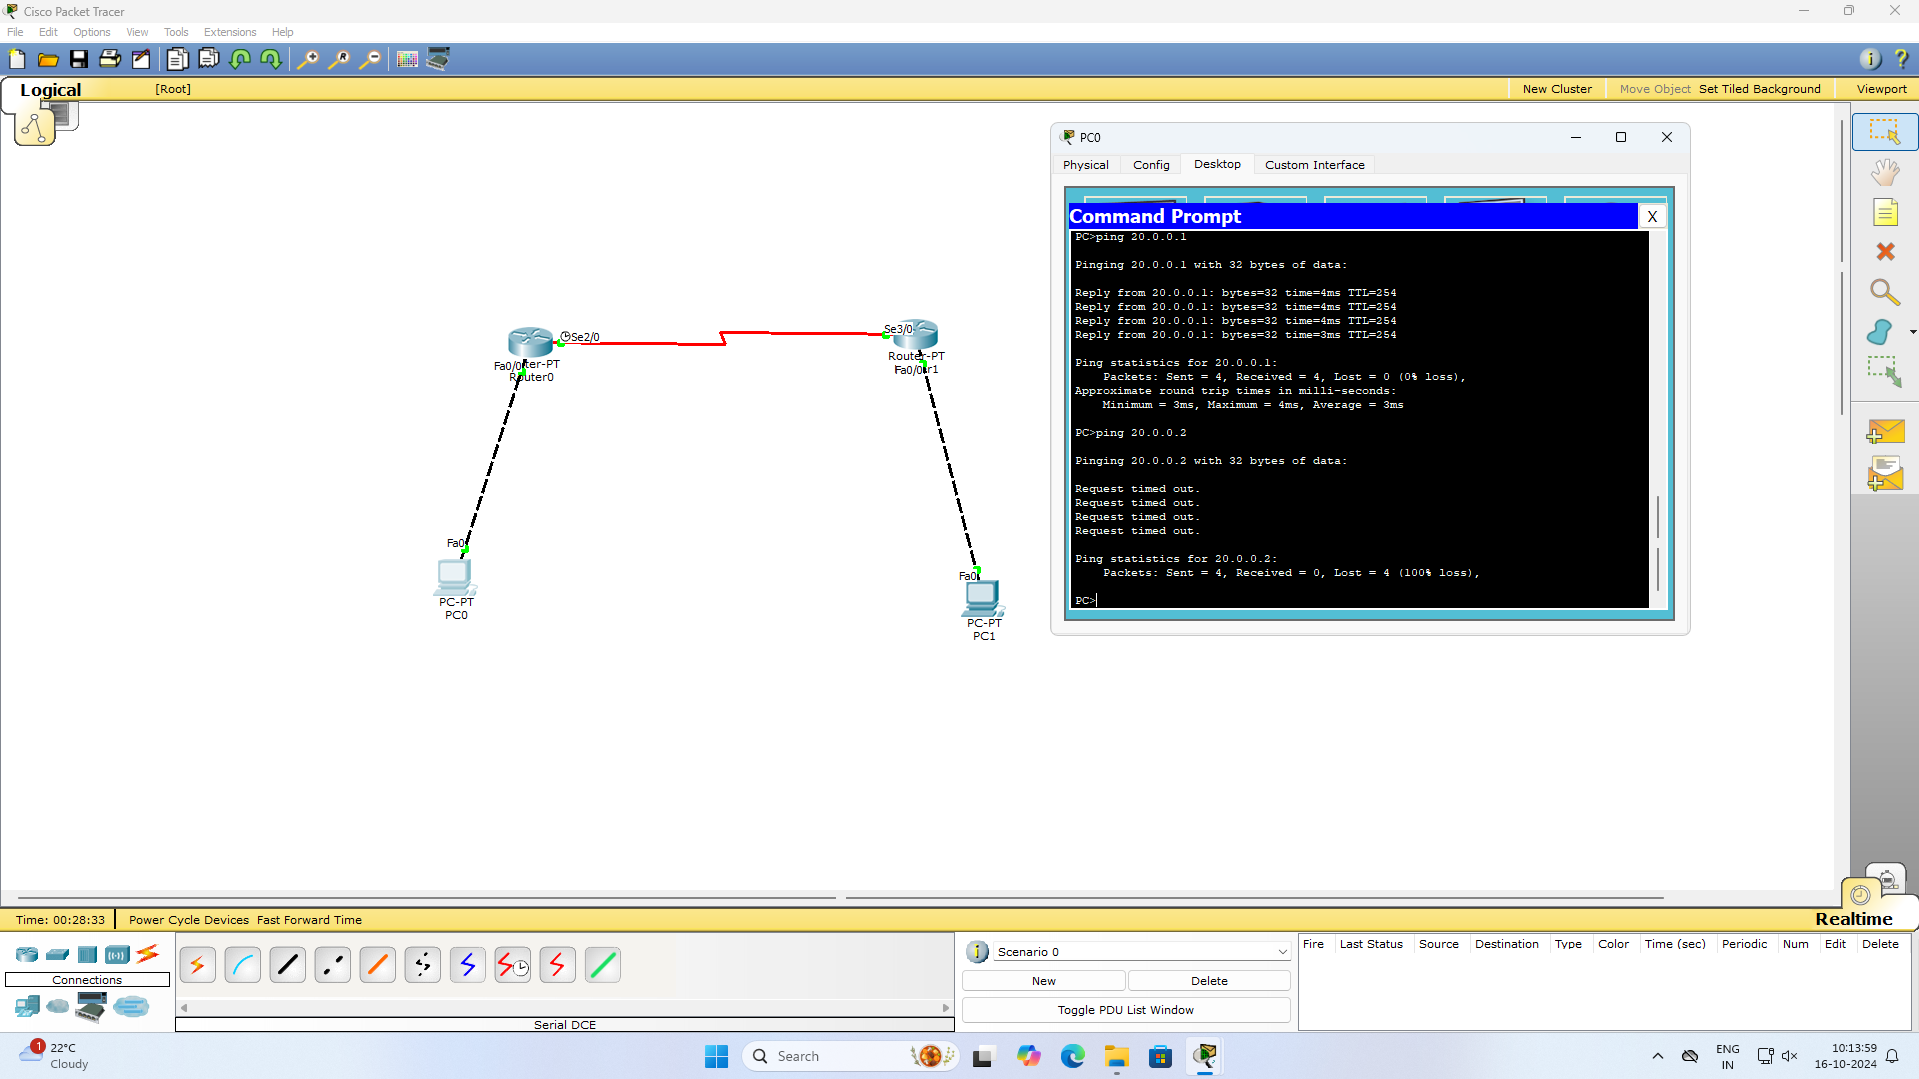 Cisco Packet Tracer
File Edit Options View Tools Extensions Help
Logical
[Root]
New Cluster
Move Object
Set Tiled Background
Viewport
Se2/0
Fa0/0
Router0
Se3/0
Router-PT
Fa0/0
Fa0
PC-PT
PC0
Fa0
PC-PT
PC1
PC0
Physical Config Desktop Custom Interface
Command Prompt
X
PC>ping 20.0.0.1
Pinging 20.0.0.1 with 32 bytes of data:
Reply from 20.0.0.1: bytes=32 time=4ms TTL=254
Reply from 20.0.0.1: bytes=32 time=4ms TTL=254
Reply from 20.0.0.1: bytes=32 time=4ms TTL=254
Reply from 20.0.0.1: bytes=32 time=3ms TTL=254
Ping statistics for 20.0.0.1:
Packets: Sent = 4, Received = 4, Lost = 0 (0% loss),
Approximate round trip times in milli-seconds:
Minimum = 3ms, Maximum = 4ms, Average = 3ms
PC>ping 20.0.0.2
Pinging 20.0.0.2 with 32 bytes of data:
Request timed out.
Request timed out.
Request timed out.
Request timed out.
Ping statistics for 20.0.0.2:
Packets: Sent = 4, Received = 0, Lost = 4 (100% loss),
PC>
Time: 00:28:33
Power Cycle Devices Fast Forward Time
Realtime
Connections
Serial DCE
Scenario 0
New
Delete
Toggle PDU List Window
Fire Last Status Source Destination Type Color Time (sec) Periodic Num Edit Delete
1
22°C
Cloudy
Search
ENG
IN
10:13:59
16-10-2024